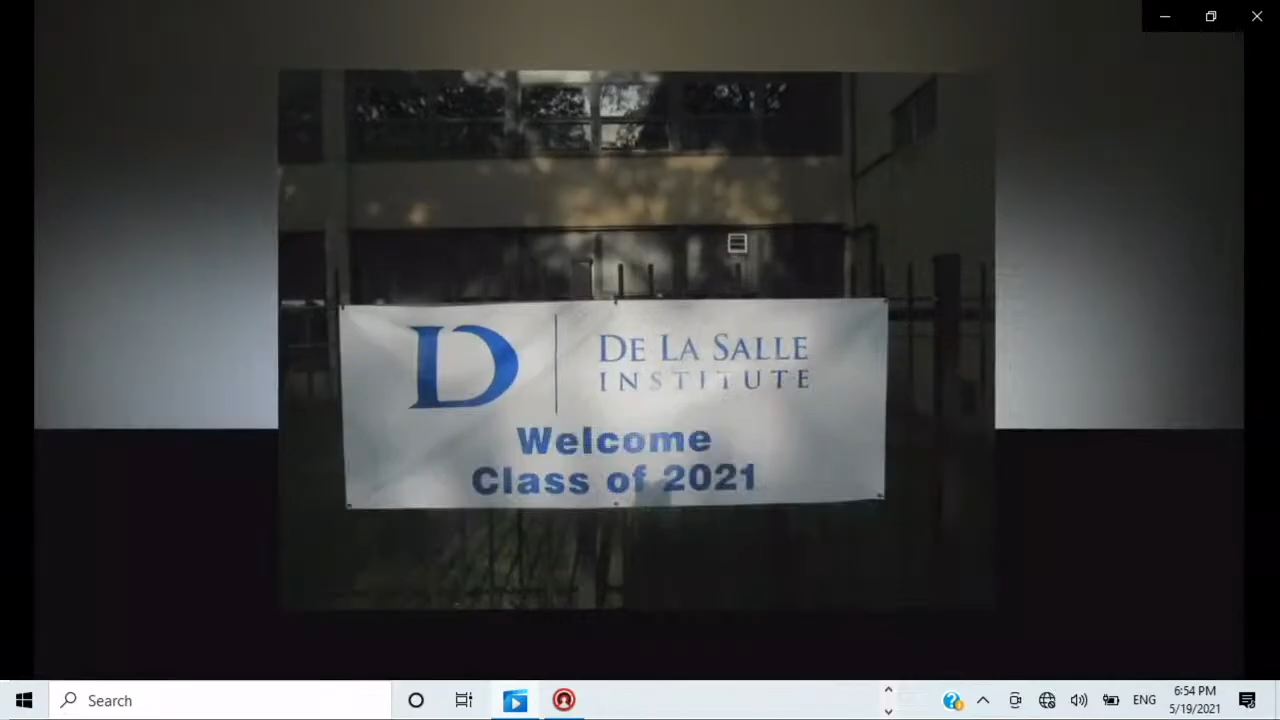 D
DE LA SALLE
INSTITUTE
Welcome
Class of 2021
Search
ENG
6:54 PM
5/19/2021